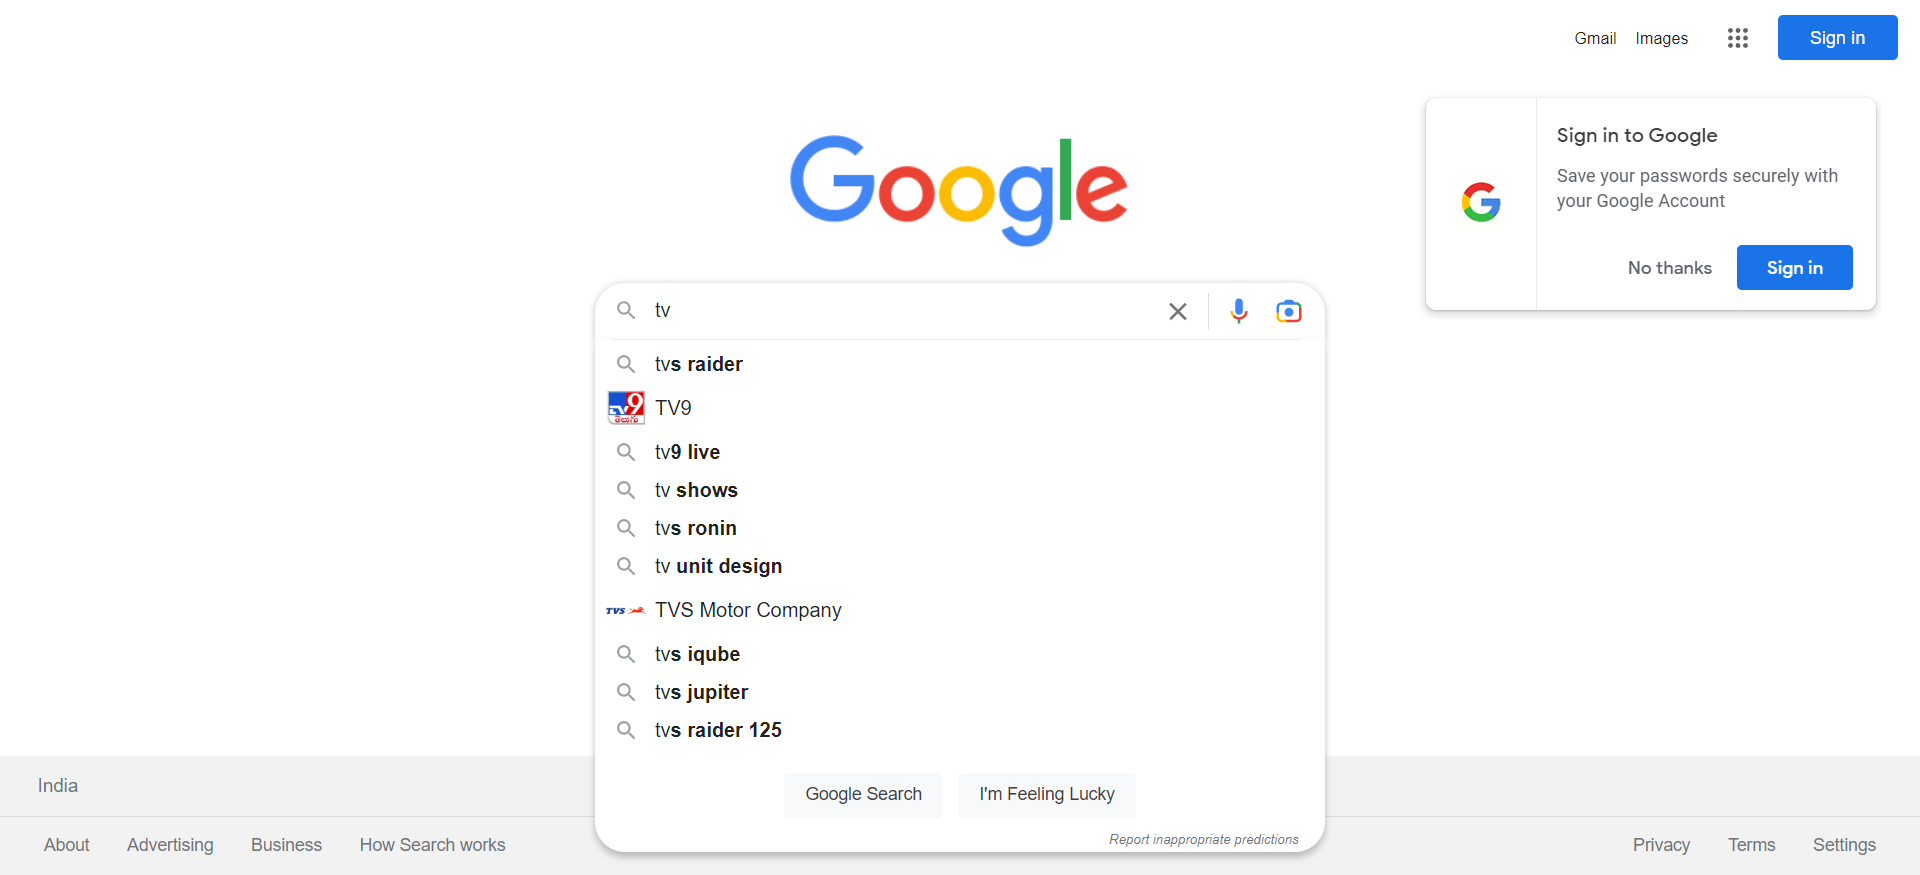 Gmail Images Sign in
Google
Sign in to Google
Save your passwords securely with
your Google Account
No thanks Sign in
tv
tvs raider
TV9 తెలుగు TV9
tv9 live
tv shows
tvs ronin
tv unit design
TVS TVS Motor Company
tvs iqube
tvs jupiter
tvs raider 125
Google Search I'm Feeling Lucky
Report inappropriate predictions
India
About Advertising Business How Search works Privacy Terms Settings